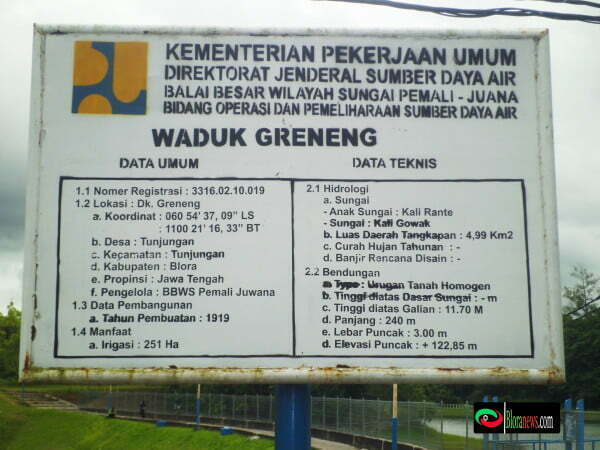 KEMENTERIAN PEKERJAAN UMUM
DIREKTORAT JENDERAL SUMBER DAYA AIR
BALAI BESAR WILAYAH SUNGAI PEMALI - JUANA
BIDANG OPERASI DAN PEMELIHARAAN SUMBER DAYA AIR
WADUK GRENENG
DATA UMUM
1.1 Nomer Registrasi : 3316.02.10.019
1.2 Lokasi : Dk. Greneng
a. Koordinat : 060 54' 37, 09" LS
: 1100 21' 16, 33" BT
b. Desa : Tunjungan
c. Kecamatan : Tunjungan
d. Kabupaten : Blora
e. Propinsi : Jawa Tengah
f. Pengelola : BBWS Pemali Juwana
1.3 Data Pembangunan
a. Tahun Pembuatan : 1919
1.4 Manfaat
a. Irigasi : 251 Ha
DATA TEKNIS
2.1 Hidrologi
a. Sungai
- Anak Sungai : Kali Rante
- Sungai : Kali Gowak
b. Luas Daerah Tangkapan : 4,99 Km2
c. Curah Hujan Tahunan : -
d. Banjir Rancana Disain : -
2.2 Bendungan
a. Type : Urugan Tanah Homogen
b. Tinggi diatas Dasar Sungai : - m
c. Tinggi diatas Galian : 11.70 M
d. Panjang : 240 m
e. Lebar Puncak : 3.00 m
d. Elevasi Puncak : + 122,85 m
Bloranews.com